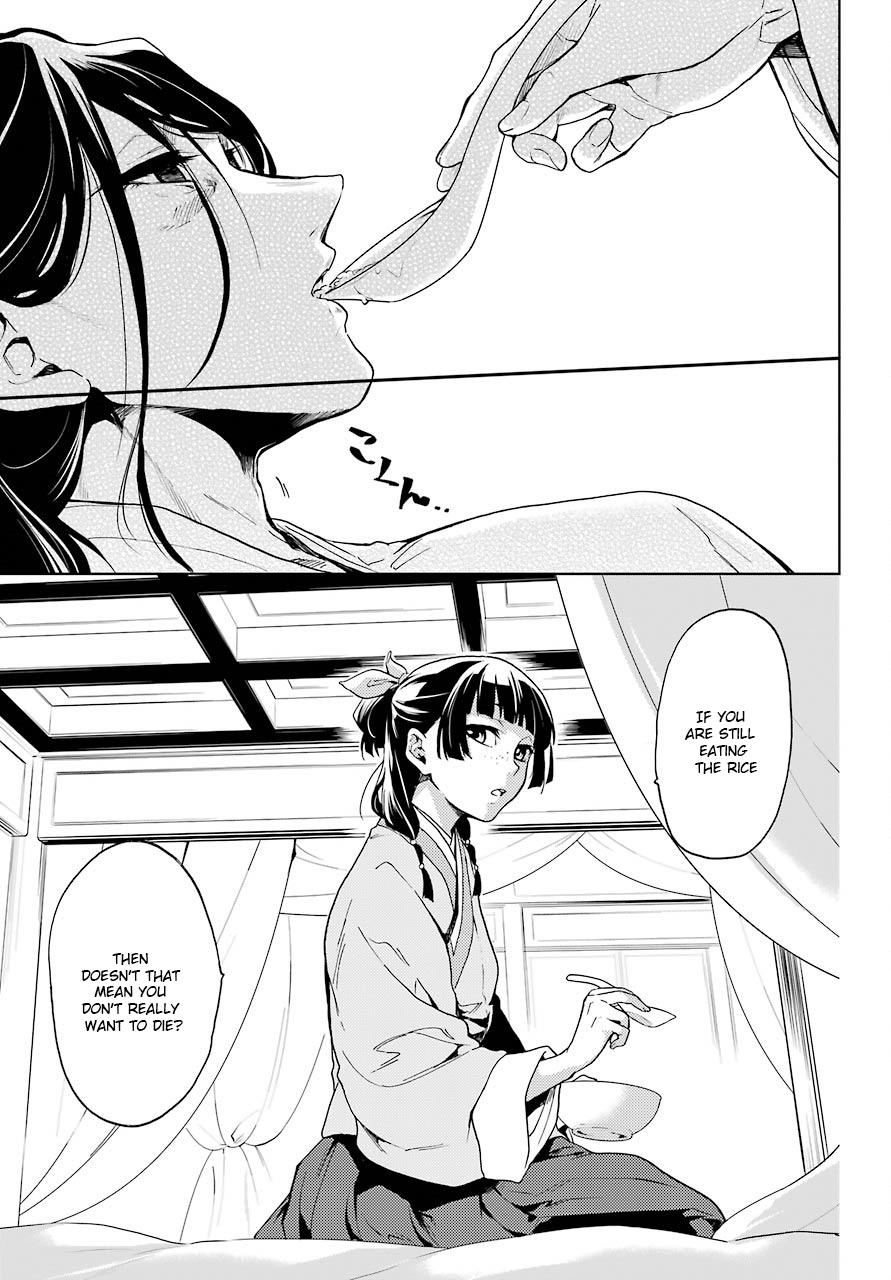 こくん…
IF YOU
ARE STILL
EATING
THE RICE
THEN
DOESN'T THAT
MEAN YOU
DON'T REALLY
WANT TO DIE?